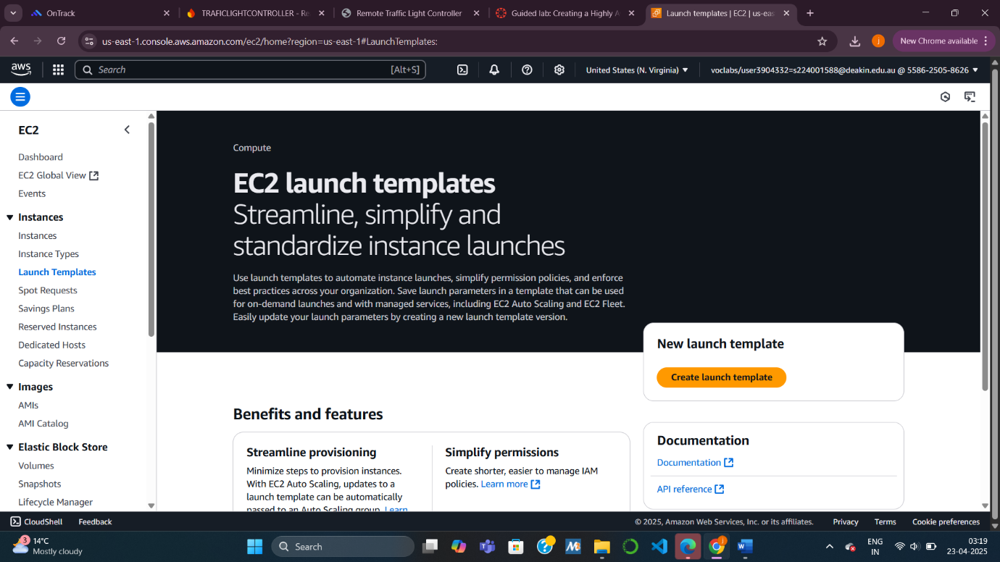 OnTrack
TRAFICLIGHTCONTROLLER - Re
Remote Traffic Light Controller
Guided lab: Creating a Highly A
Launch templates | EC2 | us-eas
us-east-1.console.aws.amazon.com/ec2/home?region=us-east-1#LaunchTemplates:
j
New Chrome available
aws
Search
[Alt+S]
United States (N. Virginia)
voclabs/user3904332=s224001588@deakin.edu.au @ 5586-2505-8626
EC2
Dashboard
EC2 Global View
Events
Instances
Instances
Instance Types
Launch Templates
Spot Requests
Savings Plans
Reserved Instances
Dedicated Hosts
Capacity Reservations
Images
AMIs
AMI Catalog
Elastic Block Store
Volumes
Snapshots
Lifecycle Manager
Compute
EC2 launch templates
Streamline, simplify and
standardize instance launches
Use launch templates to automate instance launches, simplify permission policies, and enforce
best practices across your organization. Save launch parameters in a template that can be used
for on-demand launches and with managed services, including EC2 Auto Scaling and EC2 Fleet.
Easily update your launch parameters by creating a new launch template version.
New launch template
Create launch template
Benefits and features
Streamline provisioning
Minimize steps to provision instances.
With EC2 Auto Scaling, updates to a
launch template can be automatically
passed to an Auto Scaling group. Learn
Simplify permissions
Create shorter, easier to manage IAM
policies. Learn more
Documentation
Documentation
API reference
CloudShell
Feedback
© 2025, Amazon Web Services, Inc. or its affiliates.
Privacy
Terms
Cookie preferences
3
14°C
Mostly cloudy
Search
j
ENG
IN
03:19
23-04-2025